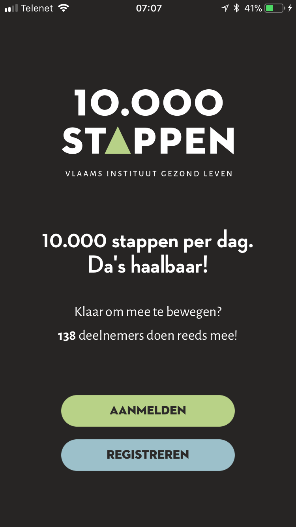 Telenet 07:07 41%
10.000
STAPPEN
VLAAMS INSTITUUT GEZOND LEVEN
10.000 stappen per dag.
Da's haalbaar!
Klaar om mee te bewegen?
138 deelnemers doen reeds mee!
AANMELDEN
REGISTREREN